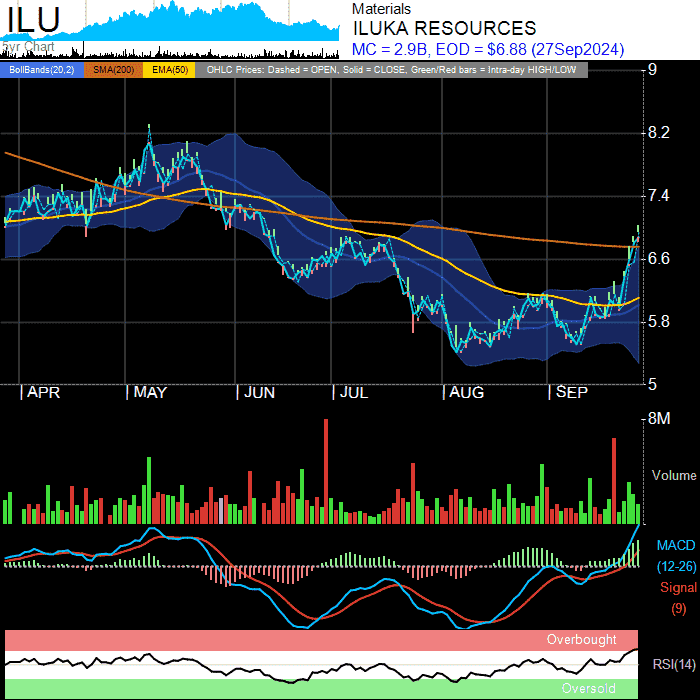 ILU
5yr Chart
Materials
ILUKA RESOURCES
MC = 2.9B, EOD = $6.88 (27Sep2024)
BollBands(20,2) SMA(200) EMA(50) OHLC Prices: Dashed = OPEN, Solid = CLOSE, Green/Red bars = Intra-day HIGH/LOW
9
8.2
7.4
6.6
5.8
5
APR MAY JUN JUL AUG SEP
8M
Volume
MACD
(12-26)
Signal
(9)
Overbought
RSI(14)
Oversold